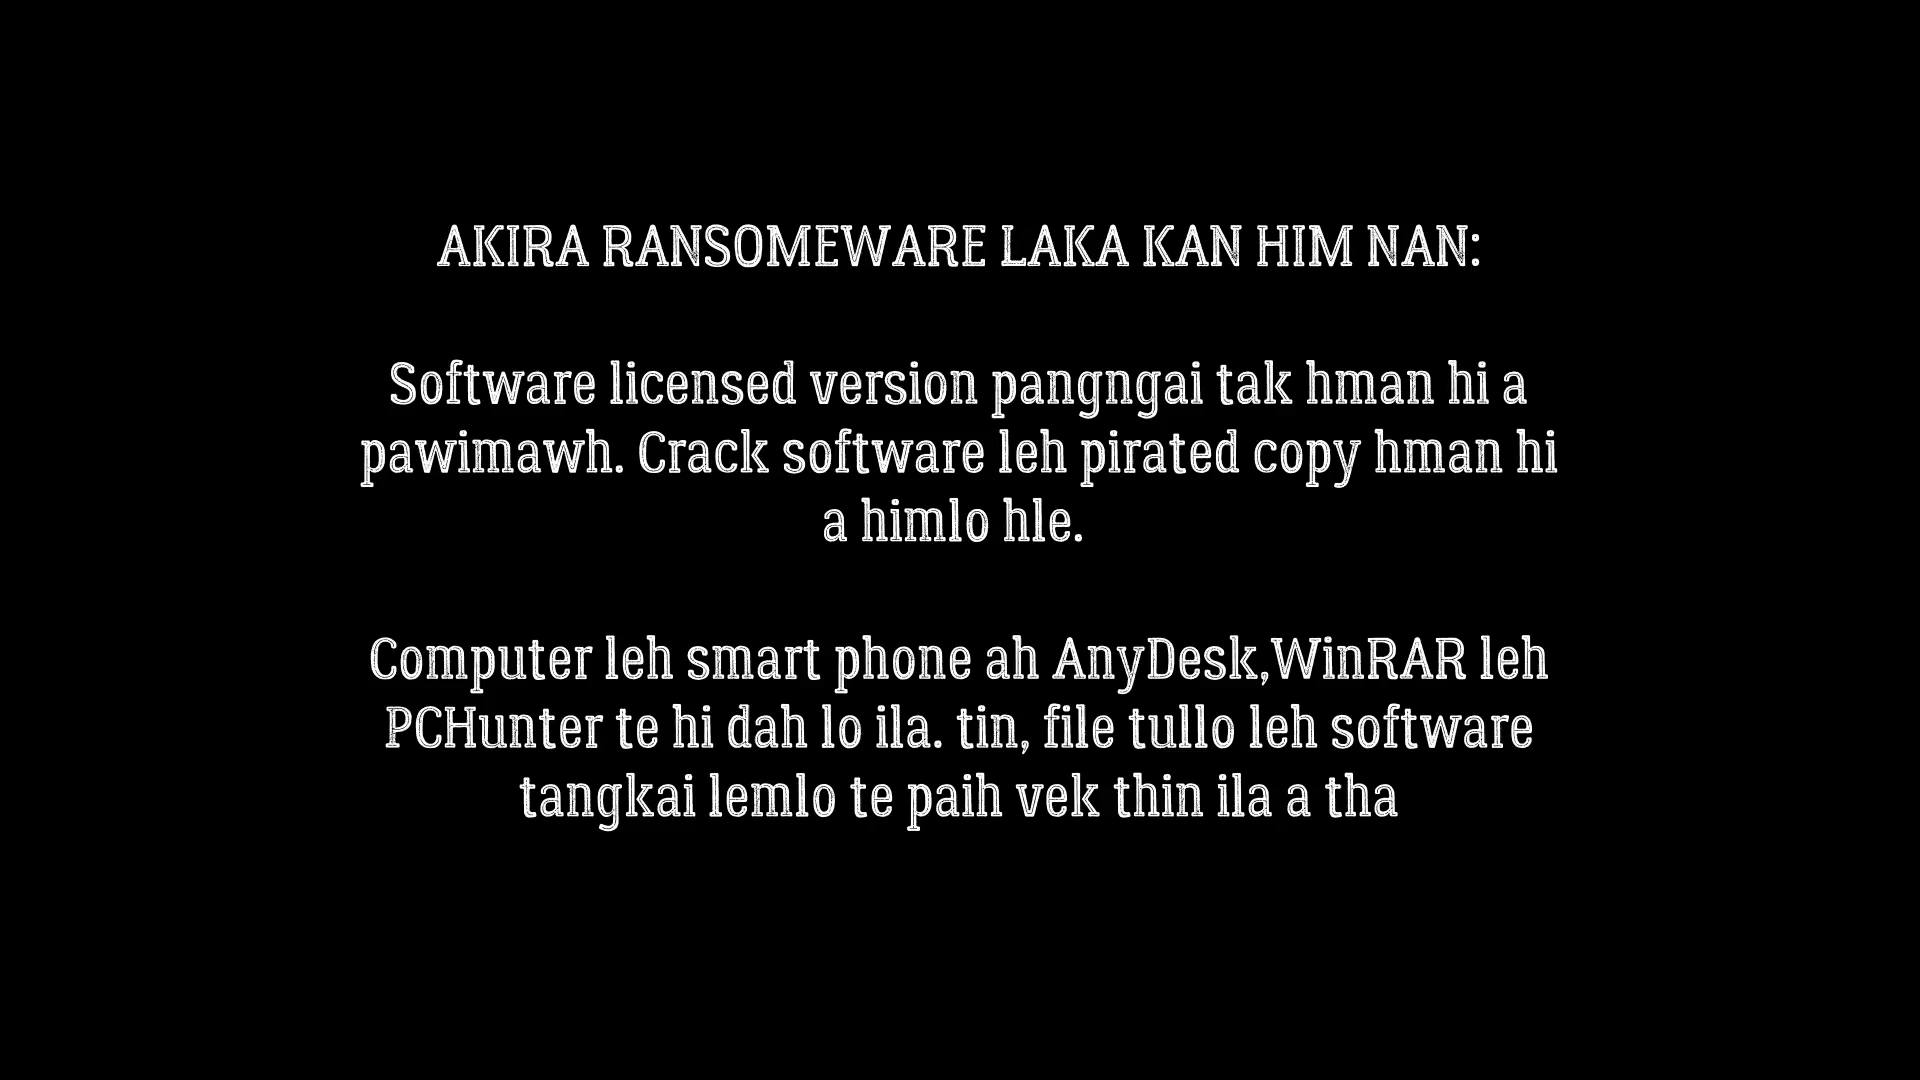 AKIRA RANSOMEWARE LAKA KAN HIM NAN:
Software licensed version pangngai tak hman hi a
pawimawh. Crack software leh pirated copy hman hi
a himlo hle.
Computer leh smart phone ah AnyDesk,WinRAR leh
PCHunter te hi dah lo ila. tin, file tullo leh software
tangkai lemlo te paih vek thin ila a tha